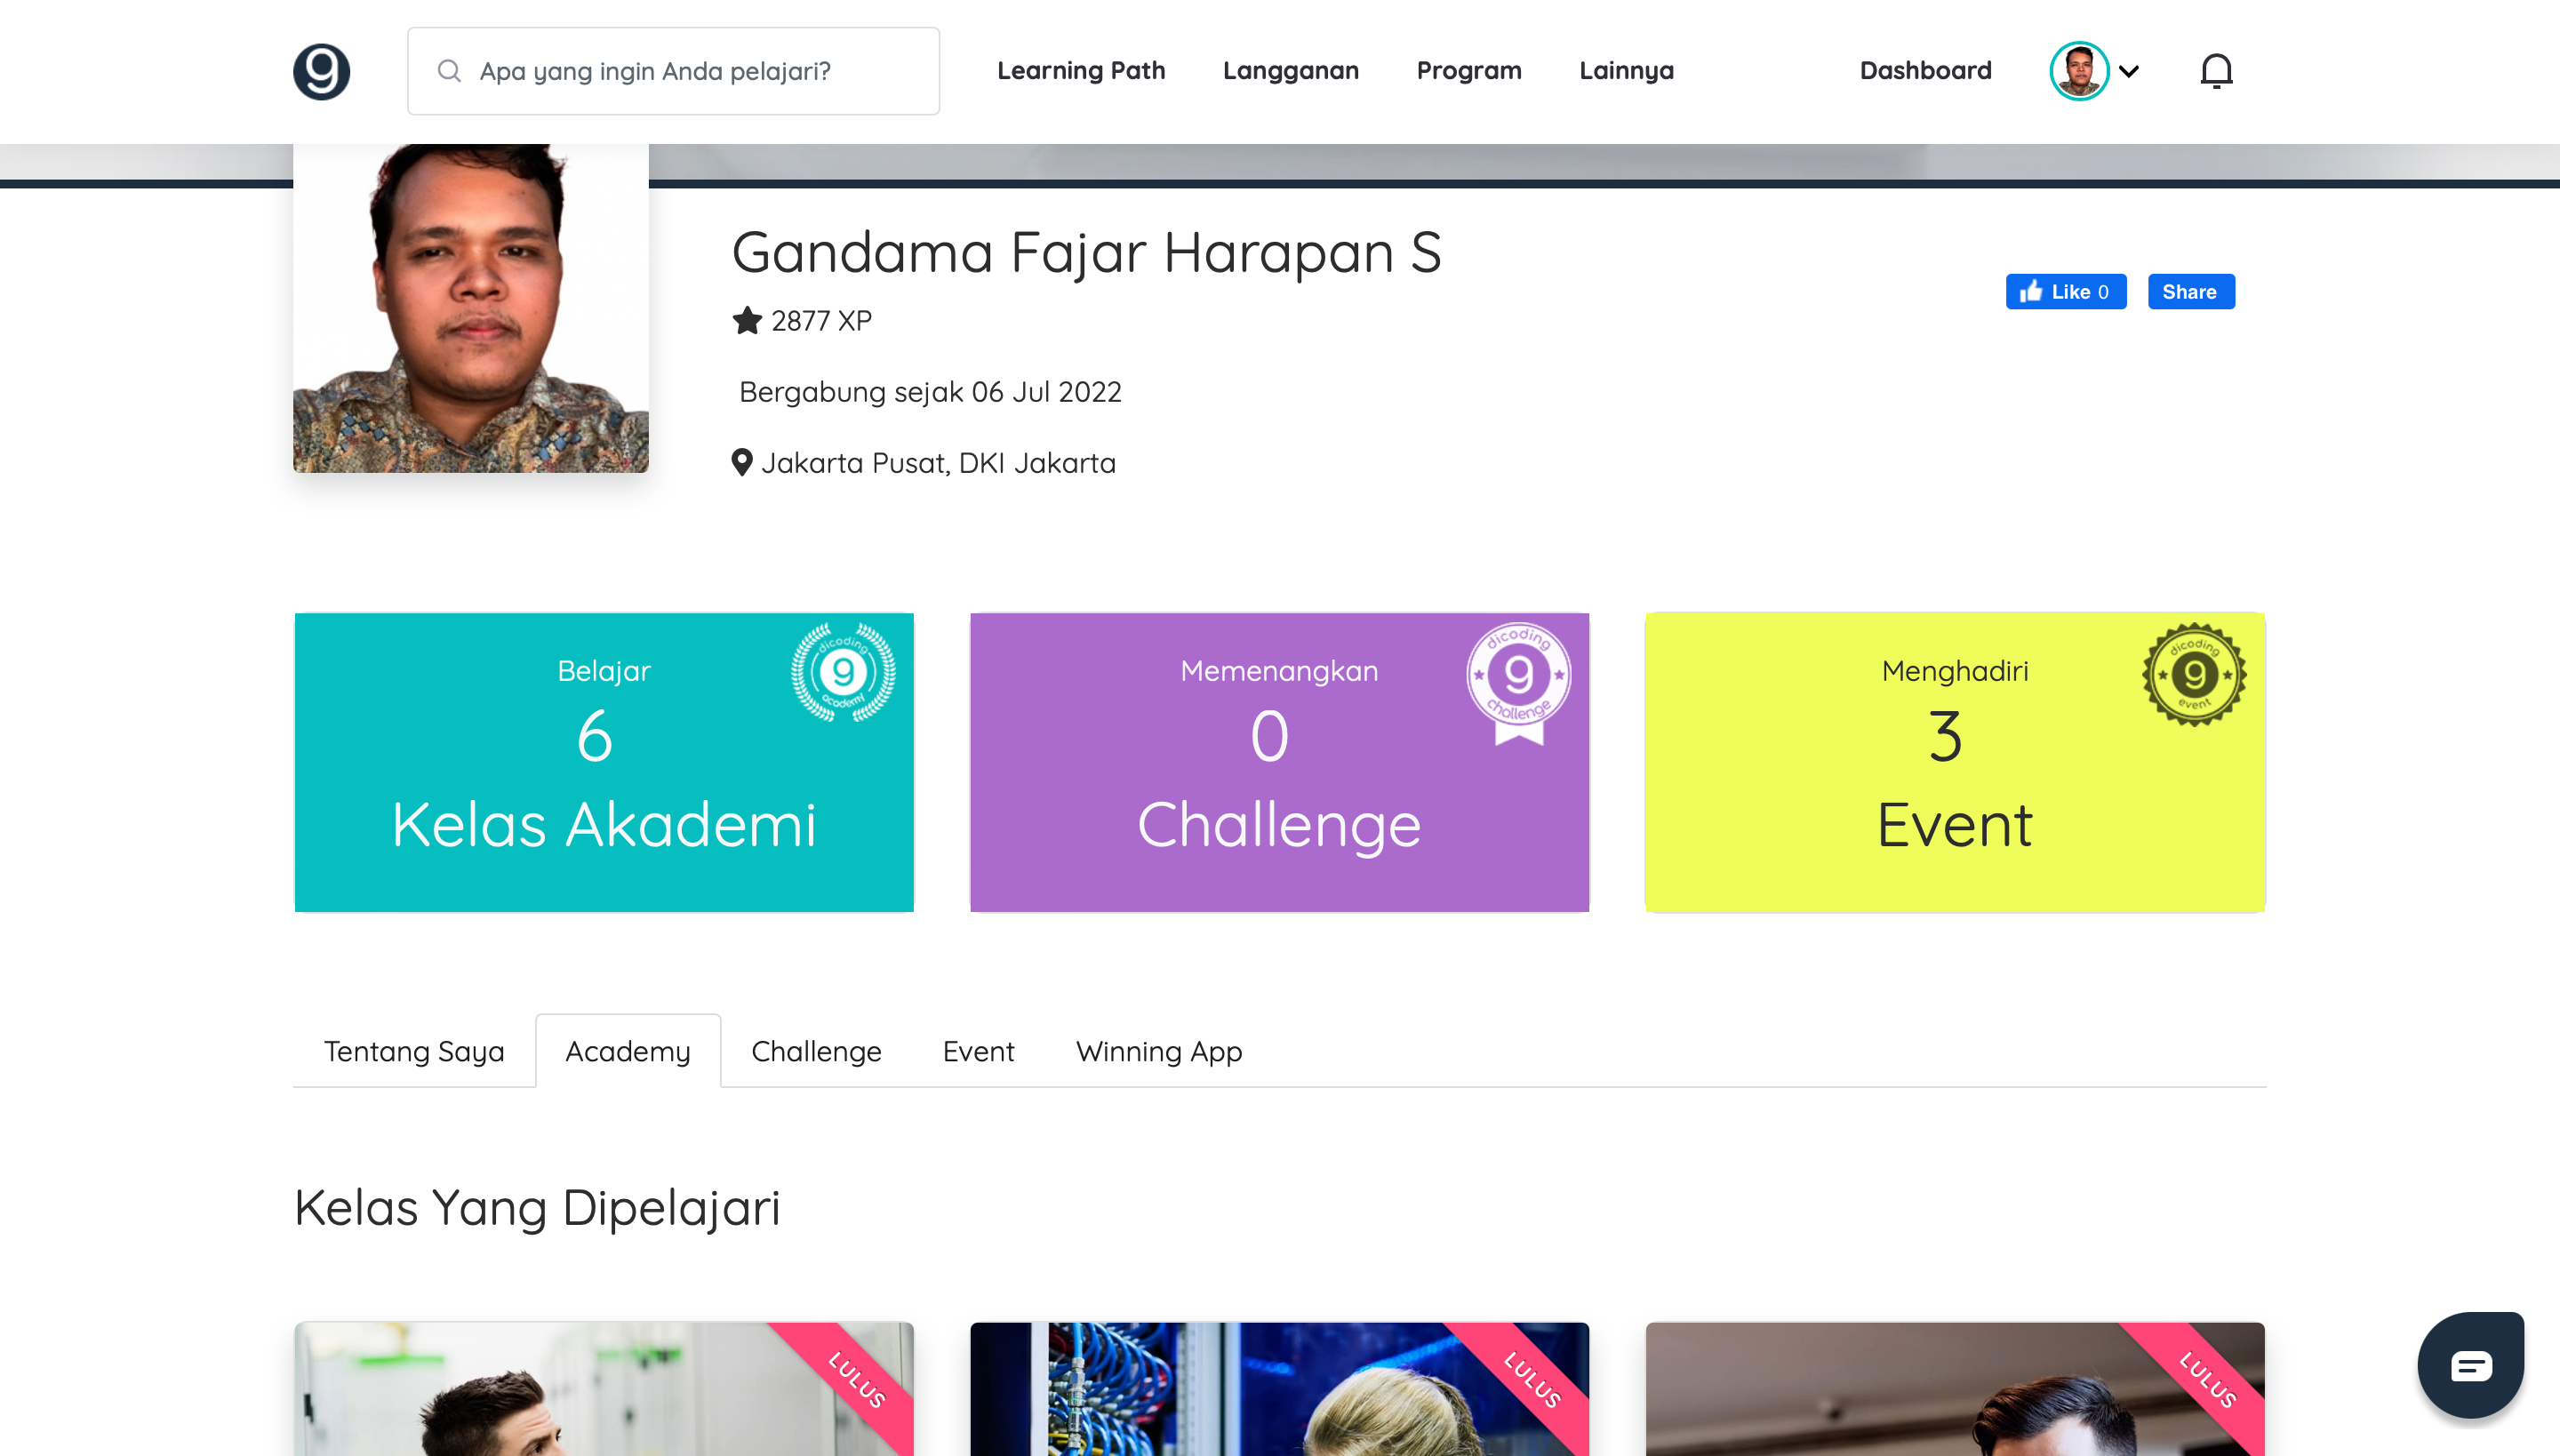 Apa yang ingin Anda pelajari?
Learning Path
Langganan
Program
Lainnya
Dashboard
Gandama Fajar Harapan S
2877 XP
Like 0
Share
Bergabung sejak 06 Jul 2022
Jakarta Pusat, DKI Jakarta
Belajar
6
Kelas Akademi
dicoding
academy
Memenangkan
0
Challenge
dicoding
challenge
Menghadiri
3
Event
dicoding
event
Tentang Saya
Academy
Challenge
Event
Winning App
Kelas Yang Dipelajari
LULUS
LULUS
LULUS